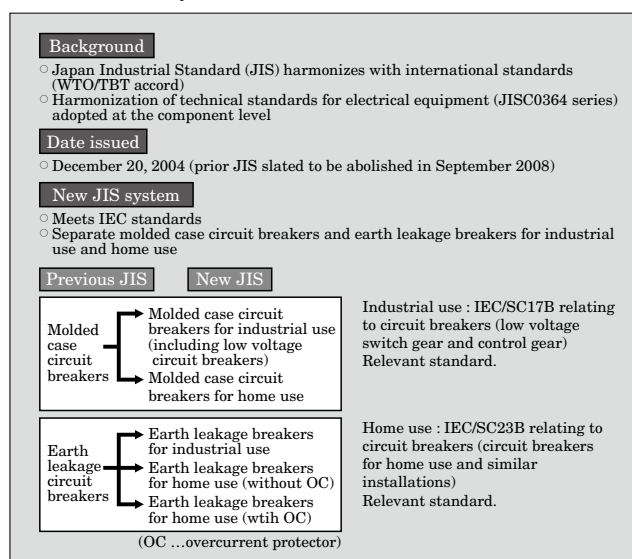 Background
○ Japan Industrial Standard (JIS) harmonizes with international standards
(WTO/TBT accord)
○ Harmonization of technical standards for electrical equipment (JISC0364 series)
adopted at the component level
Date issued
○ December 20, 2004 (prior JIS slated to be abolished in September 2008)
New JIS system
○ Meets IEC standards
○ Separate molded case circuit breakers and earth leakage breakers for industrial
use and home use
Previous JIS
New JIS
Molded
case
circuit
breakers
Molded case circuit
breakers for industrial use
(including low voltage
circuit breakers)
Molded case circuit
breakers for home use
Industrial use : IEC/SC17B relating
to circuit breakers (low voltage
switch gear and control gear)
Relevant standard.
Earth
leakage
circuit
breakers
Earth leakage breakers
for industrial use
Earth leakage breakers
for home use (without OC)
Earth leakage breakers
for home use (wtih OC)
Home use : IEC/SC23B relating to
circuit breakers (circuit breakers
for home use and similar
installations)
Relevant standard.
(OC …overcurrent protector)